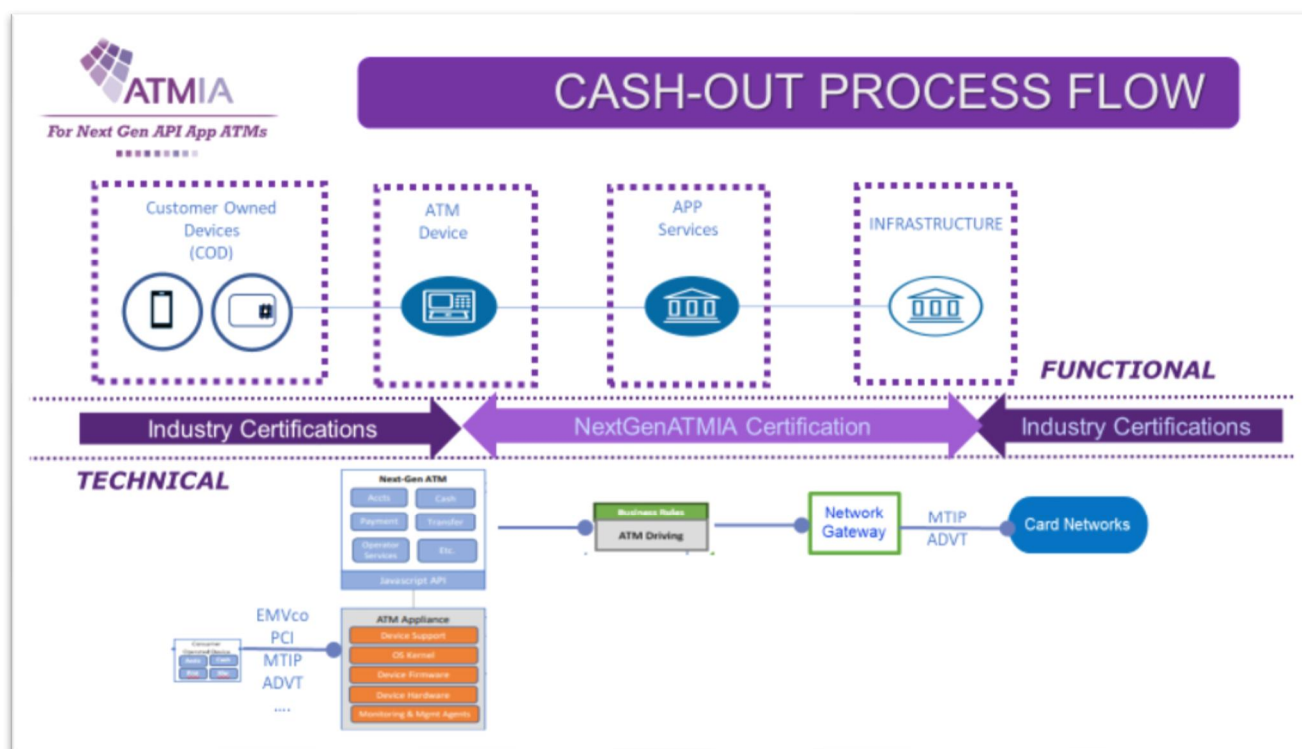 ATMIA
For Next Gen API App ATMs
CASH-OUT PROCESS FLOW
Customer Owned
Devices
(COD)
ATM
Device
APP
Services
INFRASTRUCTURE
FUNCTIONAL
Industry Certifications
NextGenATMIA Certification
Industry Certifications
TECHNICAL
Next-Gen ATM
Accts
Cash
Payment
Transfer
Operator
Services
Etc.
Javascript API
Business Rules
ATM Driving
Network
Gateway
MTIP
ADVT
Card Networks
EMVco
PCI
MTIP
ADVT
....
Consumer
Device
Cash
ATM Appliance
Device Support
OS Kernel
Device Firmware
Device Hardware
Monitoring & Mgmt Agents